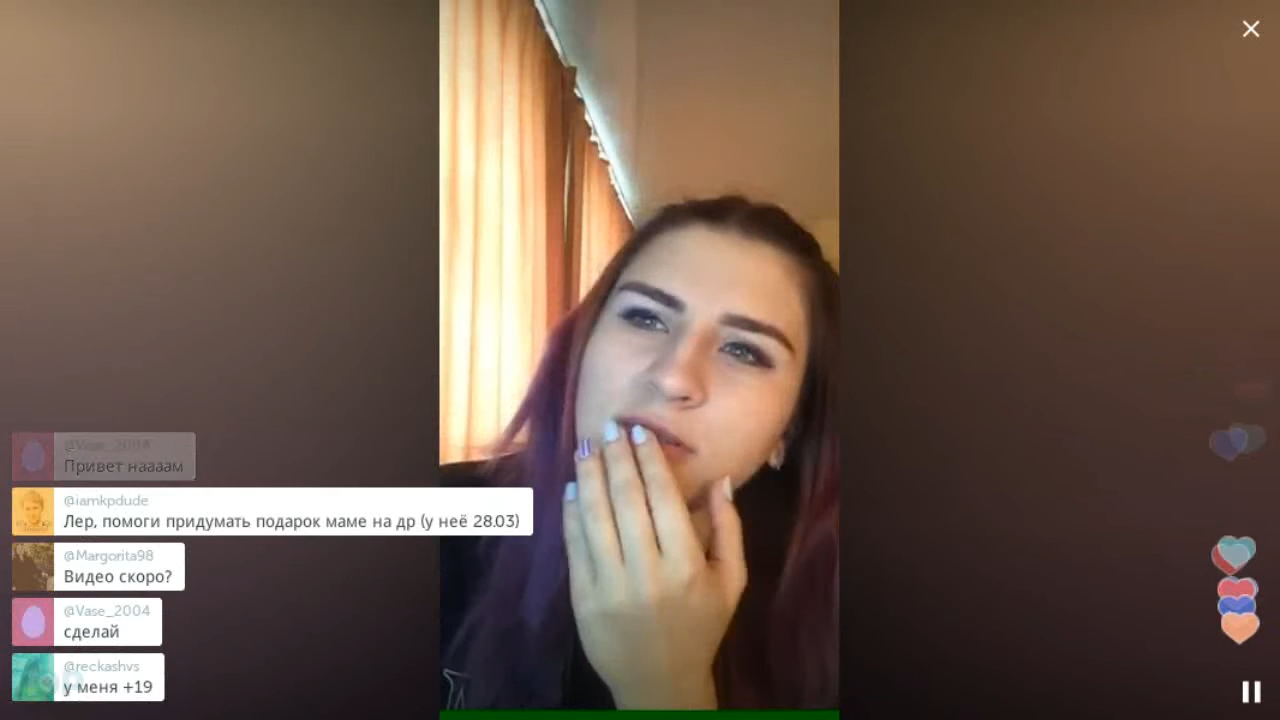 @Vase_2004
Привет наааам
@iamkpdude
Лер, помоги придумать подарок маме на др (у неё 28.03)
@Margorita98
Видео скоро?
@Vase_2004
сделай
@reckashvs
у меня +19